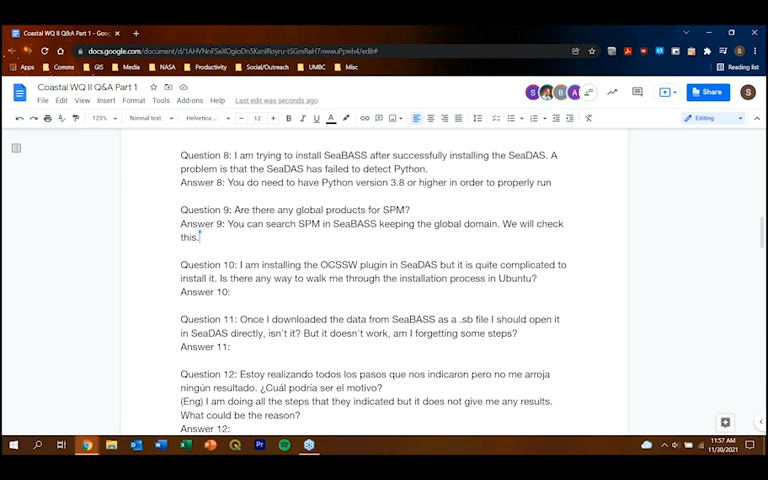 Coastal WQ II Q&A Part 1 - Goo
docs.google.com/document/d/
Apps Comms GIS Media NASA Productivity Social/Outreach UMBC Misc Reading list
Coastal WQ II Q&A Part 1
File Edit View Insert Format Tools Add-ons Help Last edit was seconds ago
S B A Share S
125% Normal text Helvetica... 12 B I U A Editing
Question 8: I am trying to install SeaBASS after successfully installing the SeaDAS. A
problem is that the SeaDAS has failed to detect Python.
Answer 8: You do need to have Python version 3.8 or higher in order to properly run
Question 9: Are there any global products for SPM?
Answer 9: You can search SPM in SeaBASS keeping the global domain. We will check
this.
Question 10: I am installing the OCSSW plugin in SeaDAS but it is quite complicated to
install it. Is there any way to walk me through the installation process in Ubuntu?
Answer 10:
Question 11: Once I downloaded the data from SeaBASS as a .sb file I should open it
in SeaDAS directly, isn't it? But it doesn't work, am I forgetting some steps?
Answer 11:
Question 12: Estoy realizando todos los pasos que nos indicaron pero no me arroja
ningún resultado. ¿Cuál podría ser el motivo?
(Eng) I am doing all the steps that they indicated but it does not give me any results.
What could be the reason?
Answer 12:
11:57 AM
11/30/2021